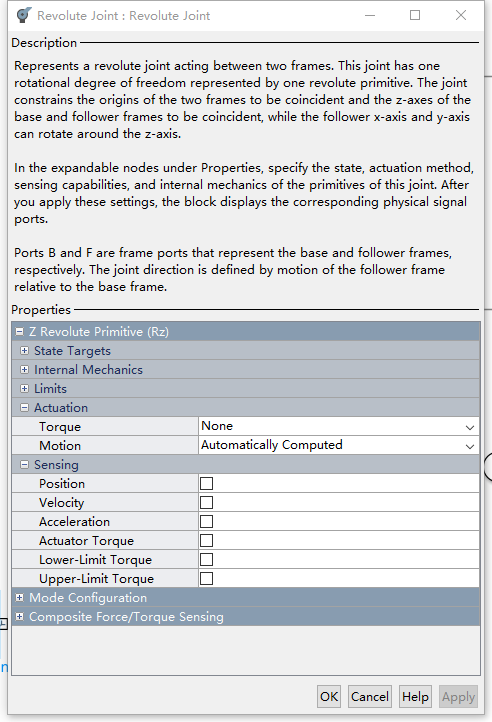 Revolute Joint : Revolute Joint
Description
Represents a revolute joint acting between two frames. This joint has one
rotational degree of freedom represented by one revolute primitive. The joint
constrains the origins of the two frames to be coincident and the z-axes of the
base and follower frames to be coincident, while the follower x-axis and y-axis
can rotate around the z-axis.
In the expandable nodes under Properties, specify the state, actuation method,
sensing capabilities, and internal mechanics of the primitives of this joint. After
you apply these settings, the block displays the corresponding physical signal
ports.
Ports B and F are frame ports that represent the base and follower frames,
respectively. The joint direction is defined by motion of the follower frame
relative to the base frame.
Properties
Z Revolute Primitive (Rz)
State Targets
Internal Mechanics
Limits
Actuation
Torque None
Motion Automatically Computed
Sensing
Position
Velocity
Acceleration
Actuator Torque
Lower-Limit Torque
Upper-Limit Torque
Mode Configuration
Composite Force/Torque Sensing
OK Cancel Help Apply